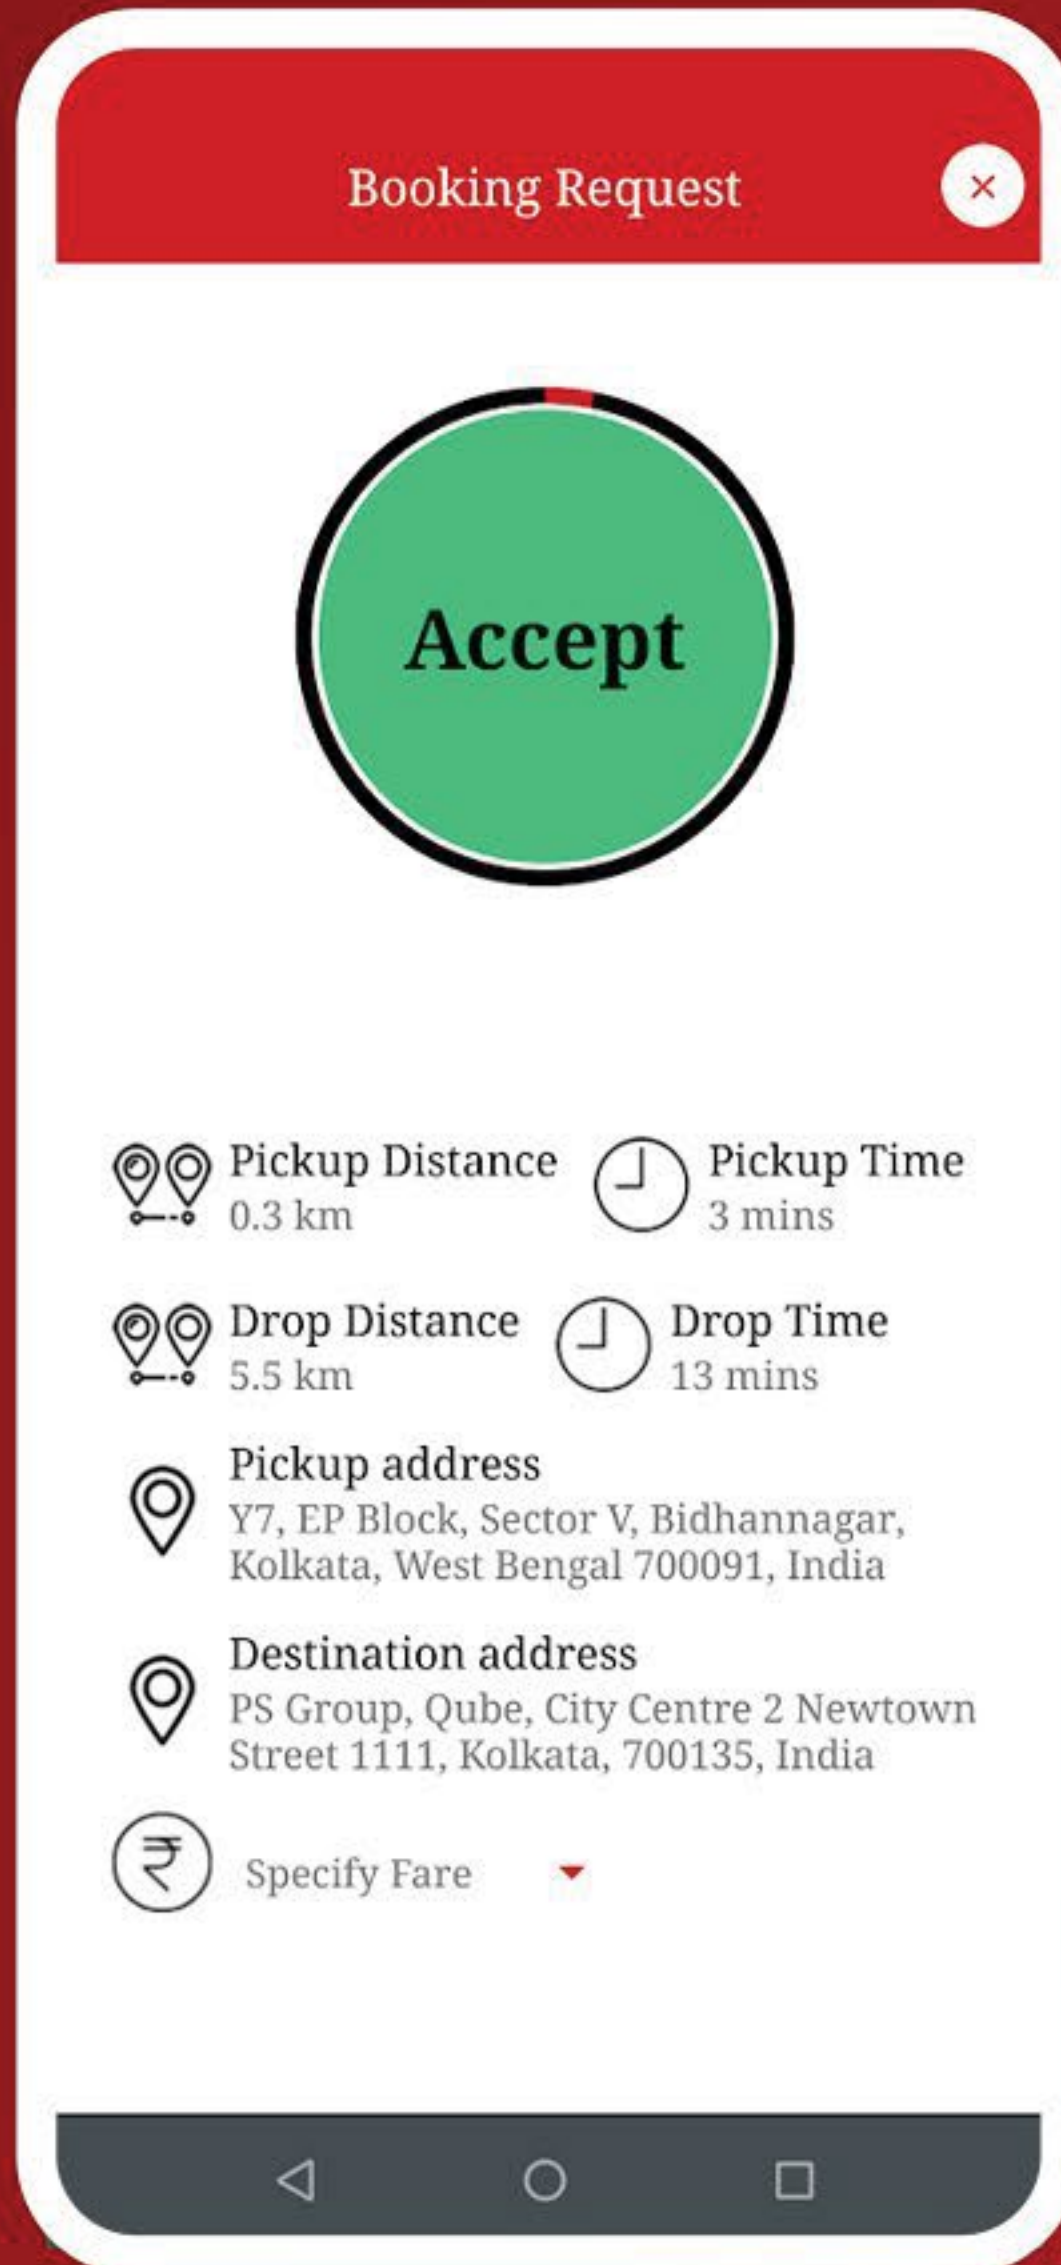 Booking Request
Accept
Pickup Distance
0.3 km
Pickup Time
3 mins
Drop Distance
5.5 km
Drop Time
13 mins
Pickup address
Y7, EP Block, Sector V, Bidhannagar,
Kolkata, West Bengal 700091, India
Destination address
PS Group, Qube, City Centre 2 Newtown
Street 1111, Kolkata, 700135, India
₹ Specify Fare